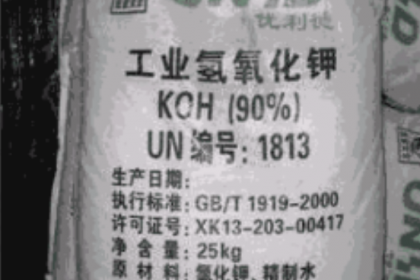 优利德
工业氢氧化钾
KOH (90%)
UN编号: 1813
生产日期:
执行标准: GB/T 1919-2000
许可证号: XK13-203-00417
净含量: 25kg
原材料: 氯化钾、精制水